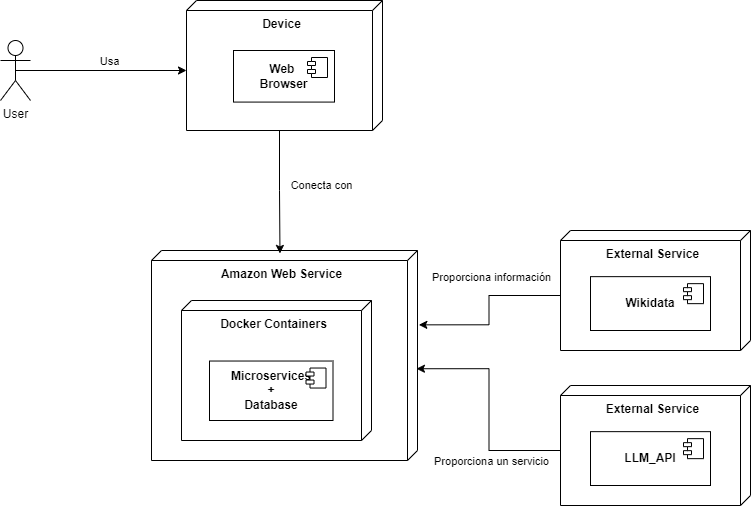 Device
Web
Browser
Usa
User
Conecta con
Amazon Web Service
Docker Containers
Microservices
+
Database
Proporciona información
External Service
Wikidata
External Service
LLM_API
Proporciona un servicio